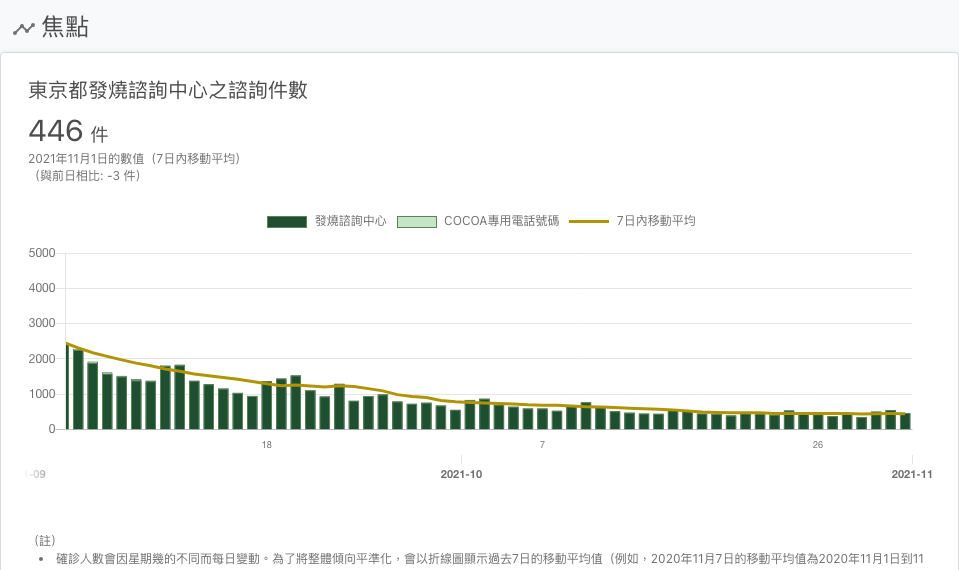 焦點
東京都發燒諮詢中心之諮詢件數
446 件
2021年11月1日的數值（7日內移動平均）
（與前日相比: -3 件）
發燒諮詢中心 COCOA專用電話號碼 7日內移動平均
5000
4000
3000
2000
1000
0
18 7 26
-09 2021-10 2021-11
（註）
• 確診人數會因星期幾的不同而每日變動。為了將整體傾向平準化，會以折線圖顯示過去7日的移動平均值（例如，2020年11月7日的移動平均值為2020年11月1日到11